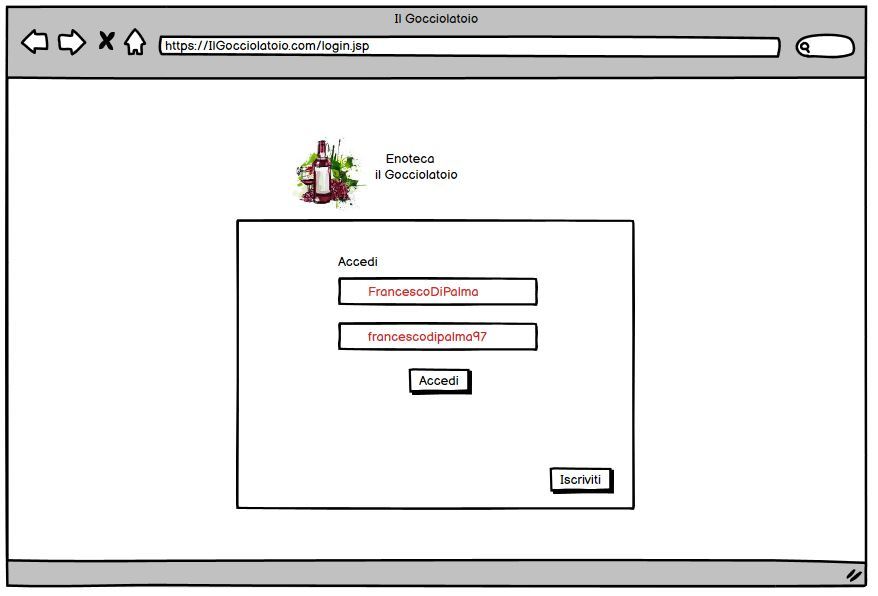 Il Gocciolatoio
https://IlGocciolatoio.com/login.jsp
Enoteca
il Gocciolatoio
Accedi
FrancescoDiPalma
francescodipalma97
Accedi
Iscriviti